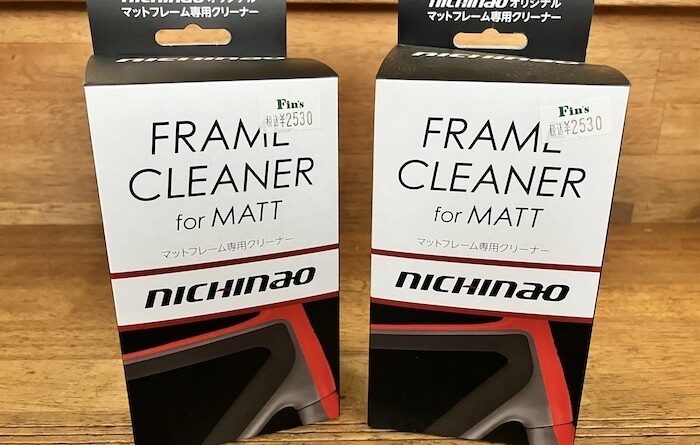 nichinao オリジナル
マットフレーム専用クリーナー
Fin's
税込¥2530
FRAME
CLEANER
for MATT
マットフレーム専用クリーナー
nichinao
nichinao オリジナル
マットフレーム専用クリーナー
Fin's
税込¥2530
FRAME
CLEANER
for MATT
マットフレーム専用クリーナー
nichinao